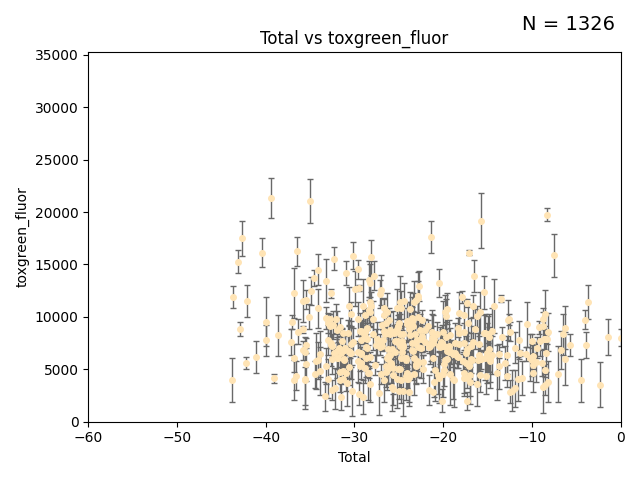 N = 1326
Total vs toxgreen_fluor
35000
30000
25000
20000
15000
10000
5000
0
toxgreen_fluor
−60 −50 −40 −30 −20 −10 0
Total